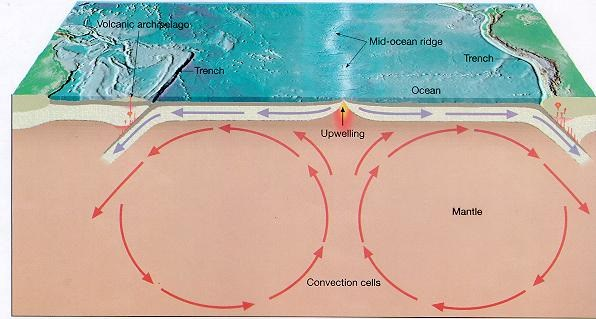 Volcanic archipelago
Mid-ocean ridge
Trench
Trench
Ocean
Upwelling
Mantle
Convection cells